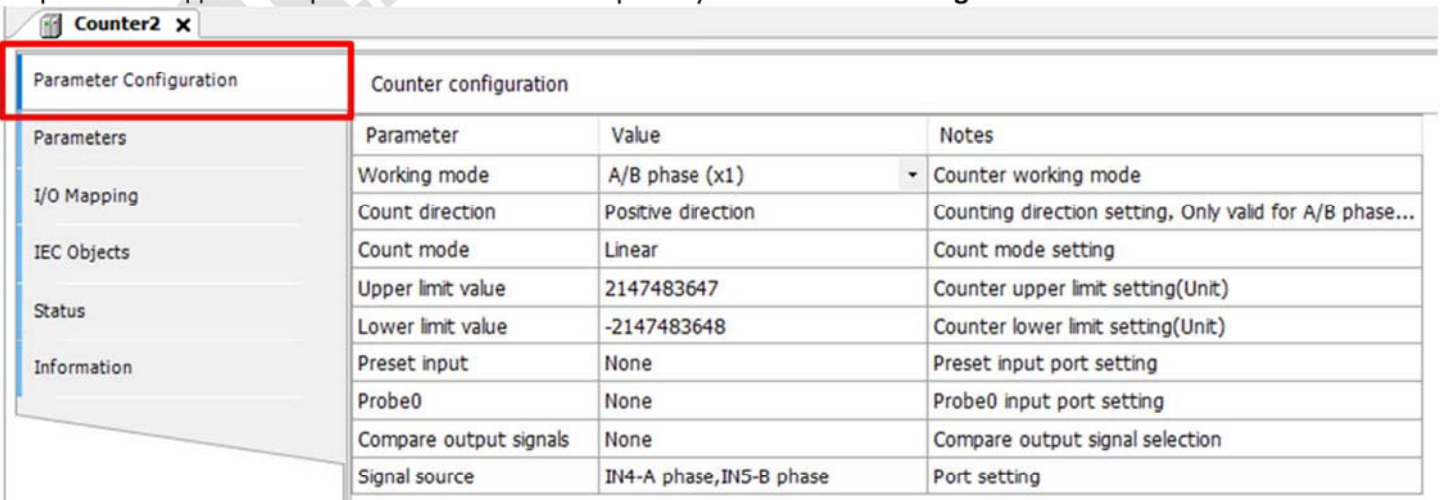 Counter2 x
Parameter Configuration
Parameters
I/O Mapping
IEC Objects
Status
Information
Counter configuration
Parameter Value Notes
Working mode A/B phase (x1) Counter working mode
Count direction Positive direction Counting direction setting, Only valid for A/B phase...
Count mode Linear Count mode setting
Upper limit value 2147483647 Counter upper limit setting(Unit)
Lower limit value -2147483648 Counter lower limit setting(Unit)
Preset input None Preset input port setting
Probe0 None Probe0 input port setting
Compare output signals None Compare output signal selection
Signal source IN4-A phase,IN5-B phase Port setting